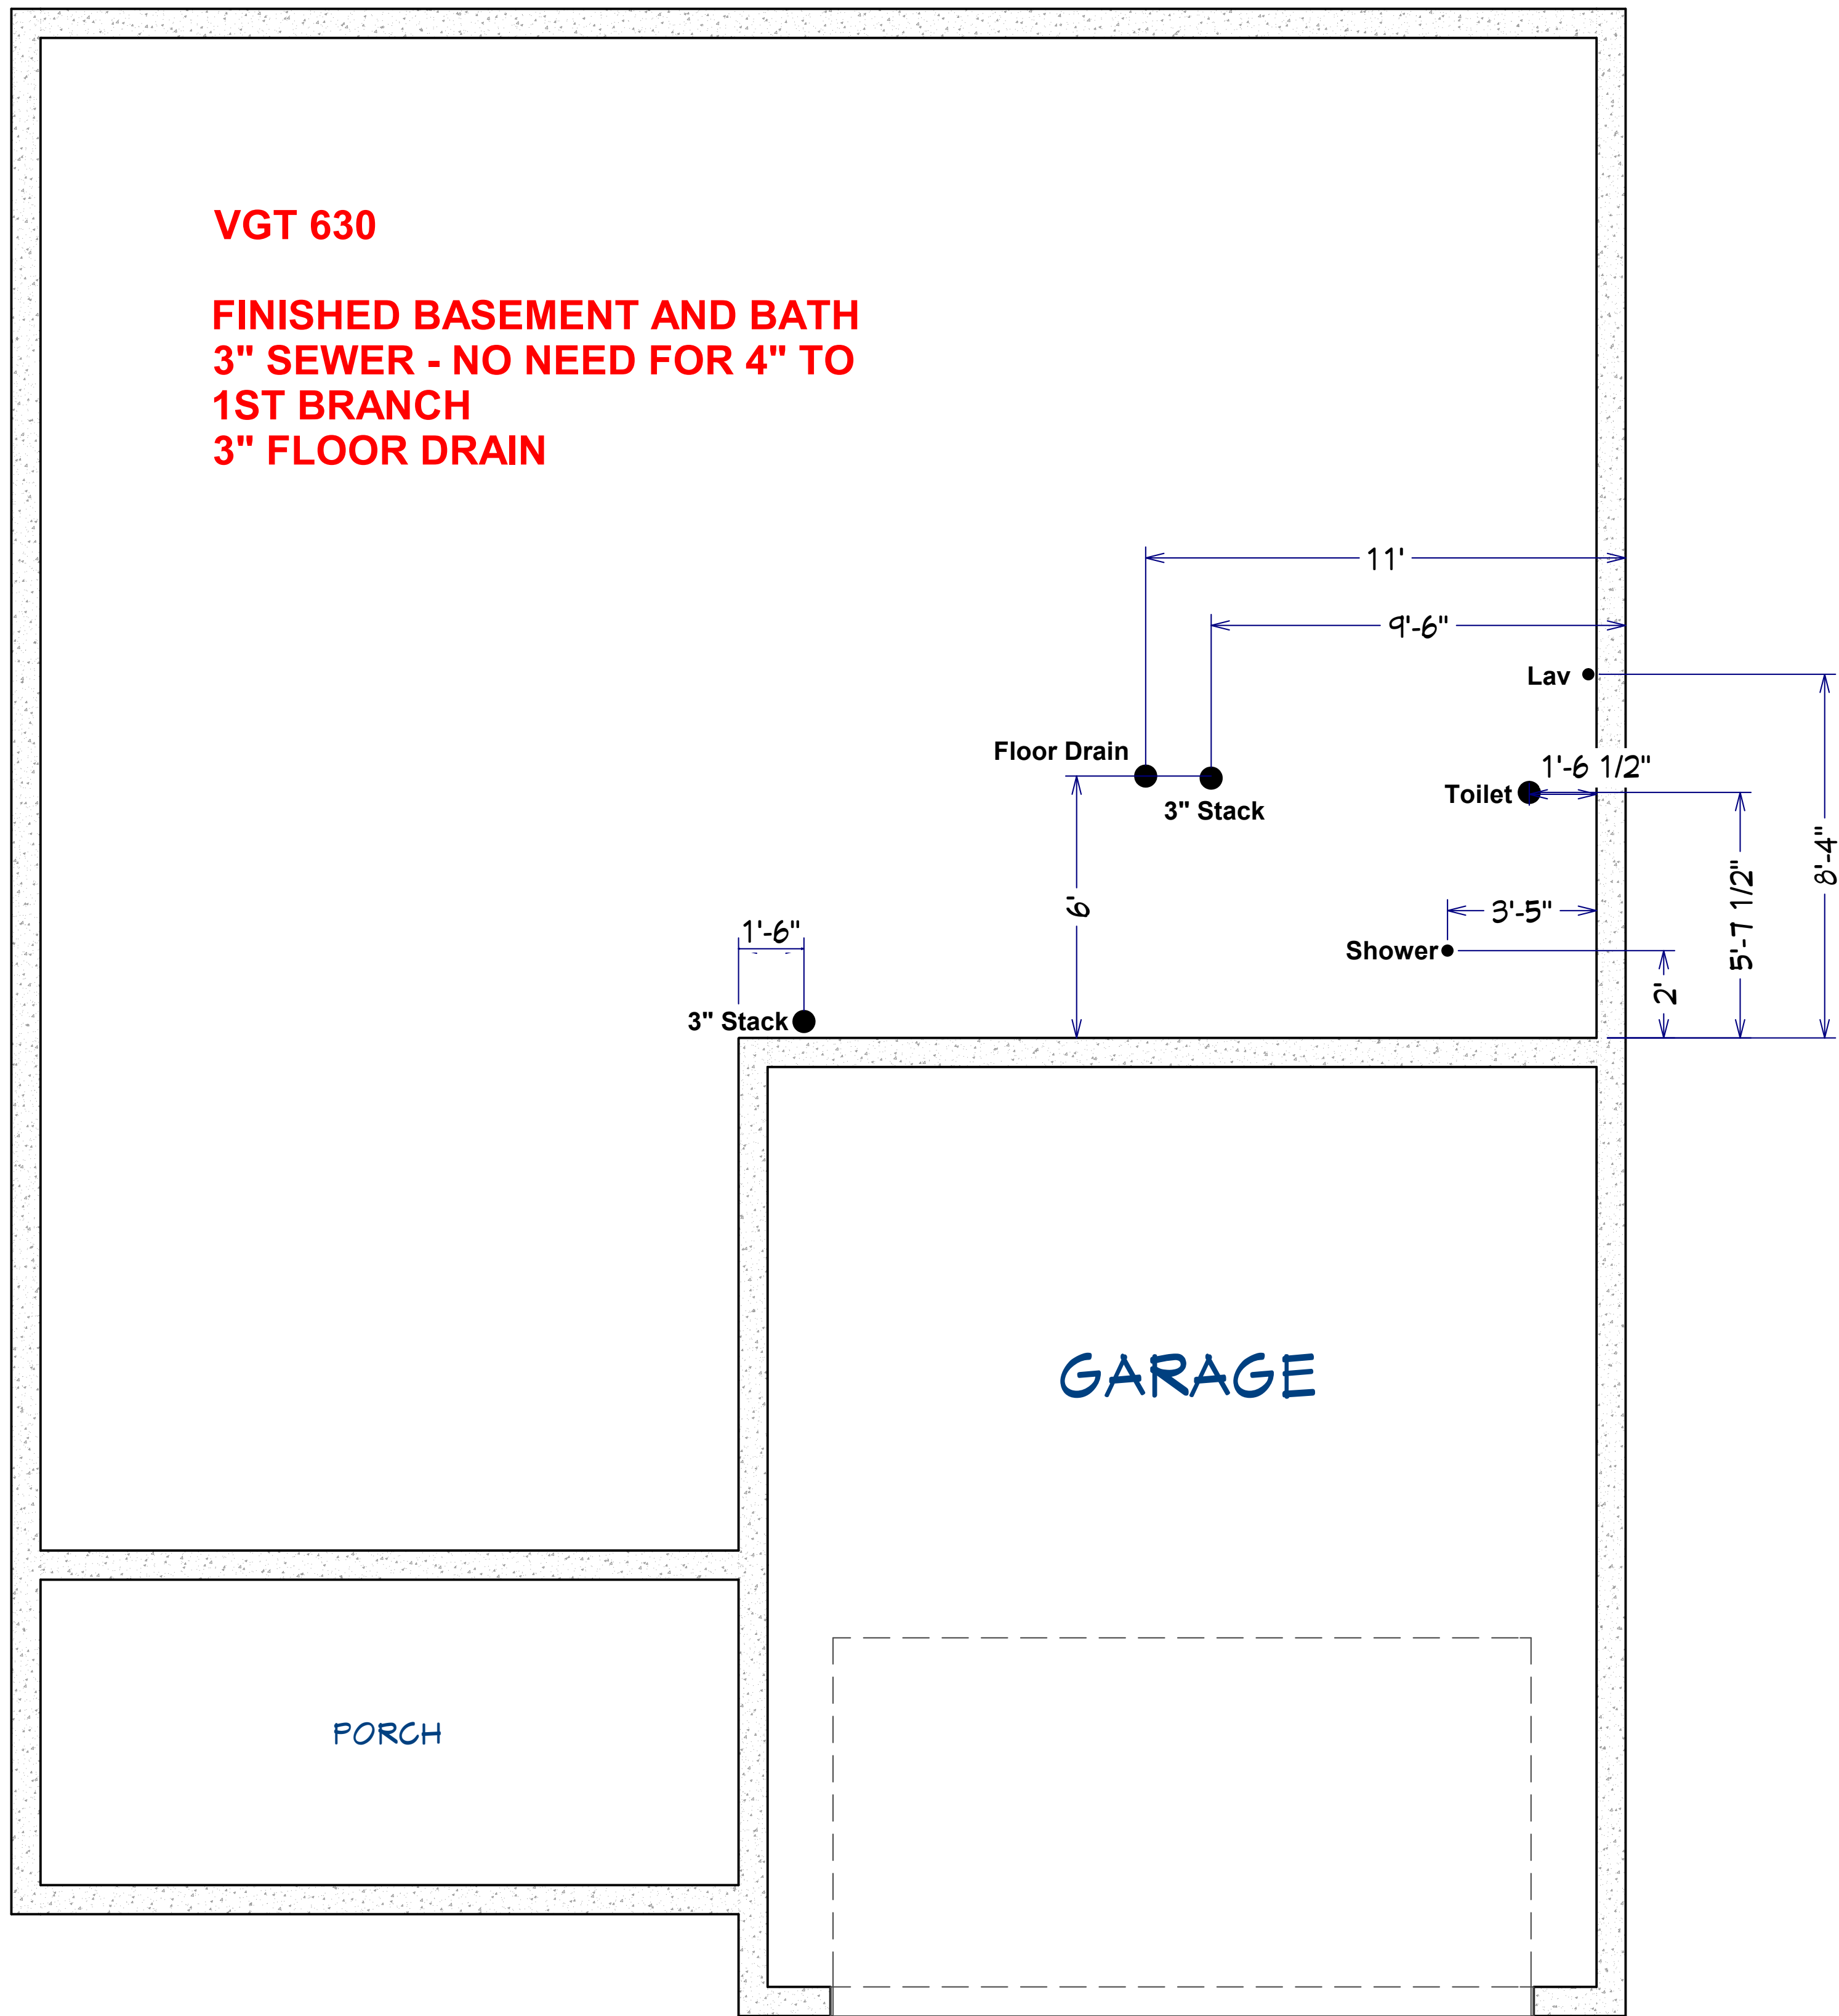 VGT 630
FINISHED BASEMENT AND BATH
3" SEWER - NO NEED FOR 4" TO
1ST BRANCH
3" FLOOR DRAIN
11'
9'-6"
Lav
Floor Drain
1'-6 1/2"
3" Stack
Toilet
8'-4"
5'-7 1/2"
6'
3'-5"
1'-6"
Shower
2'
3" Stack
GARAGE
PORCH